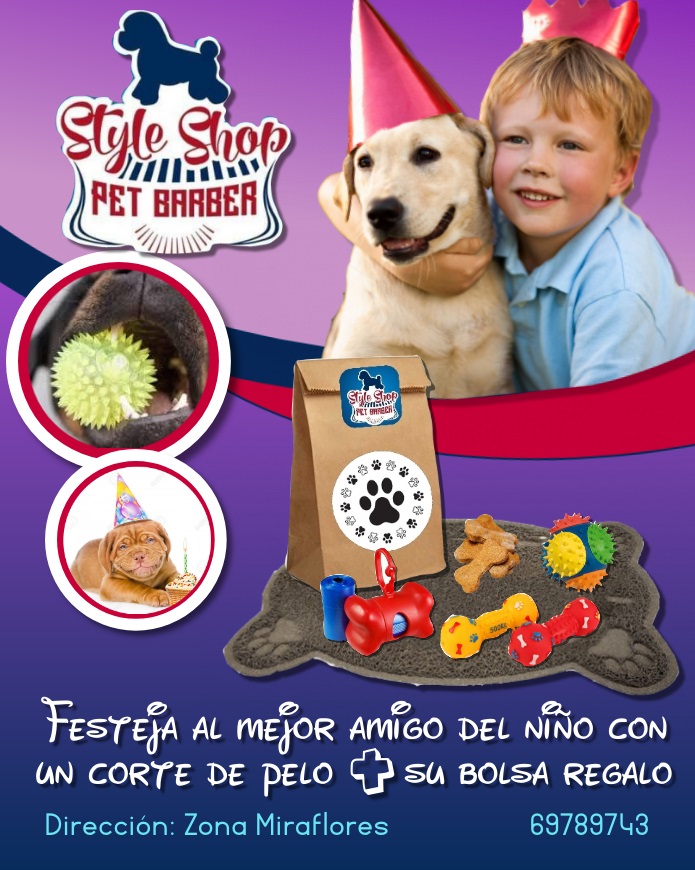 Style Shop
PET BARBER
Style Shop
PET BARBER
FESTEJA AL MEJOR AMIGO DEL NIÑO CON
UN CORTE DE PELO + SU BOLSA REGALO
Dirección: Zona Miraflores
69789743